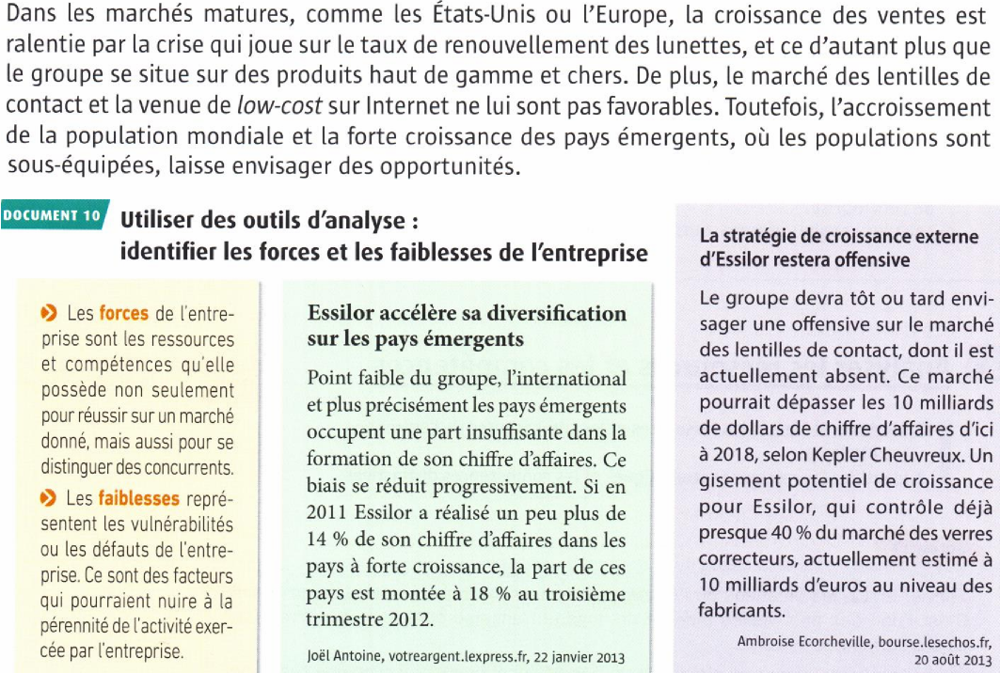 Dans les marchés matures, comme les États-Unis ou l'Europe, la croissance des ventes est
ralentie par la crise qui joue sur le taux de renouvellement des lunettes, et ce d'autant plus que
le groupe se situe sur des produits haut de gamme et chers. De plus, le marché des lentilles de
contact et la venue de low-cost sur Internet ne lui sont pas favorables. Toutefois, l'accroissement
de la population mondiale et la forte croissance des pays émergents, où les populations sont
sous-équipées, laisse envisager des opportunités.
DOCUMENT 10
Utiliser des outils d'analyse :
identifier les forces et les faiblesses de l'entreprise
Les forces de l'entre-
prise sont les ressources
et compétences qu'elle
possède non seulement
pour réussir sur un marché
donné, mais aussi pour se
distinguer des concurrents.
Les faiblesses repré-
sentent les vulnérabilités
ou les défauts de l'entre-
prise. Ce sont des facteurs
qui pourraient nuire à la
pérennité de l'activité exer-
cée par l'entreprise.
Essilor accélère sa diversification
sur les pays émergents
Point faible du groupe, l'international
et plus précisément les pays émergents
occupent une part insuffisante dans la
formation de son chiffre d'affaires. Ce
biais se réduit progressivement. Si en
2011 Essilor a réalisé un peu plus de
14 % de son chiffre d'affaires dans les
pays à forte croissance, la part de ces
pays est montée à 18 % au troisième
trimestre 2012.
Joël Antoine, votreargent.lexpress.fr, 22 janvier 2013
La stratégie de croissance externe
d'Essilor restera offensive
Le groupe devra tôt ou tard envi-
sager une offensive sur le marché
des lentilles de contact, dont il est
actuellement absent. Ce marché
pourrait dépasser les 10 milliards
de dollars de chiffre d'affaires d'ici
à 2018, selon Kepler Cheuvreux. Un
gisement potentiel de croissance
pour Essilor, qui contrôle déjà
presque 40 % du marché des verres
correcteurs, actuellement estimé à
10 milliards d'euros au niveau des
fabricants.
Ambroise Ecorcheville, bourse.lesechos.fr,
20 août 2013